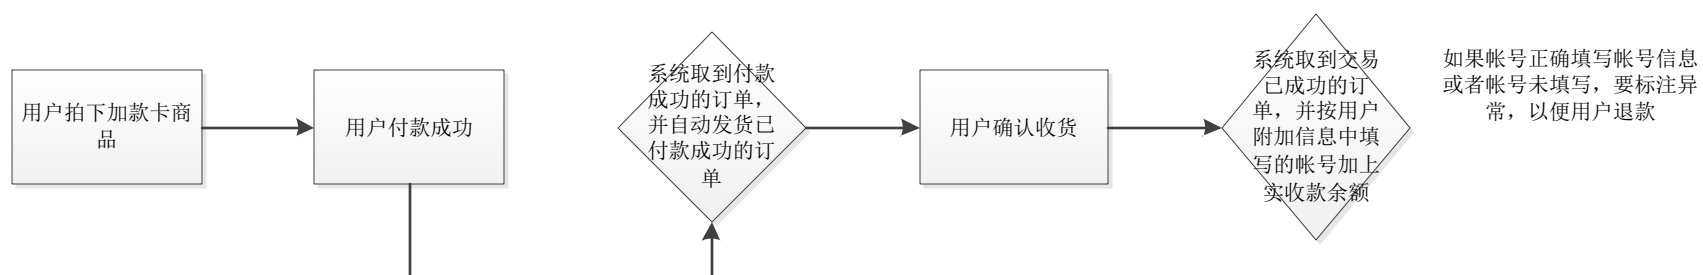 用户拍下加款卡商
品
用户付款成功
系统取到付款
成功的订单，
并自动发货已
付款成功的订
单
用户确认收货
系统取到交易
已成功的订
单，并按用户
附加信息中填
写的帐号加上
实收款余额
如果帐号正确填写帐号信息
或者帐号未填写，要标注异
常，以便用户退款